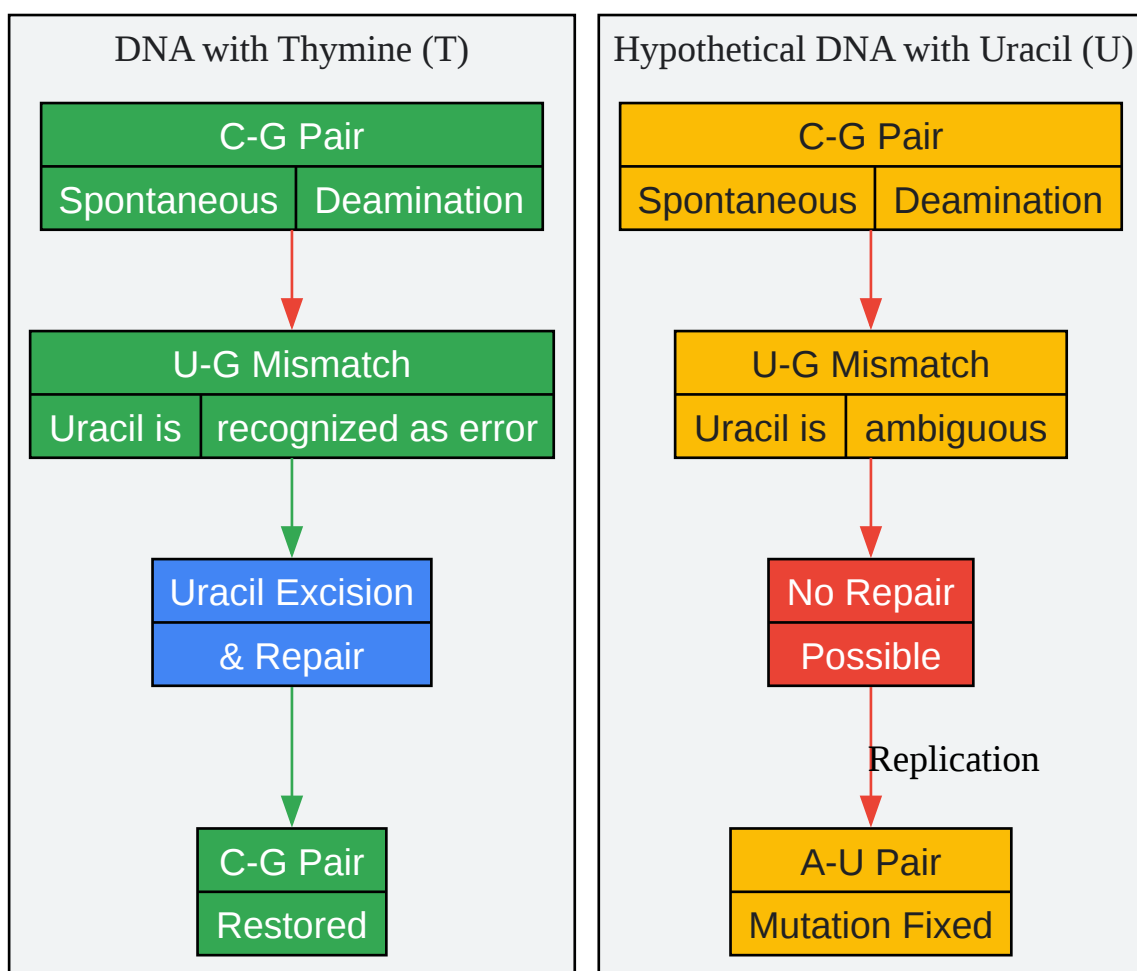 DNA with Thymine (T)
C-G Pair
Spontaneous Deamination
U-G Mismatch
Uracil is recognized as error
Uracil Excision
& Repair
C-G Pair
Restored
Hypothetical DNA with Uracil (U)
C-G Pair
Spontaneous Deamination
U-G Mismatch
Uracil is ambiguous
No Repair
Possible
Replication
A-U Pair
Mutation Fixed